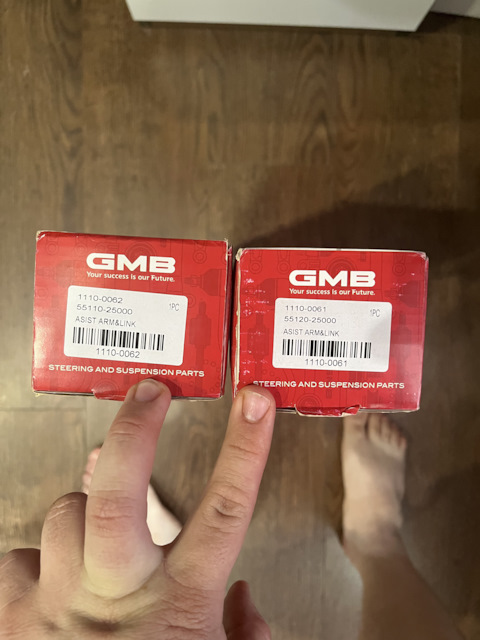 GMB
Your success is our Future.
1110-0062
1PC
55110-25000
ASIST ARM&LINK
1110-0062
STEERING AND SUSPENSION PARTS
GMB
Your success is our Future.
1110-0061
1PC
55120-25000
ASIST ARM&LINK
1110-0061
STEERING AND SUSPENSION PARTS